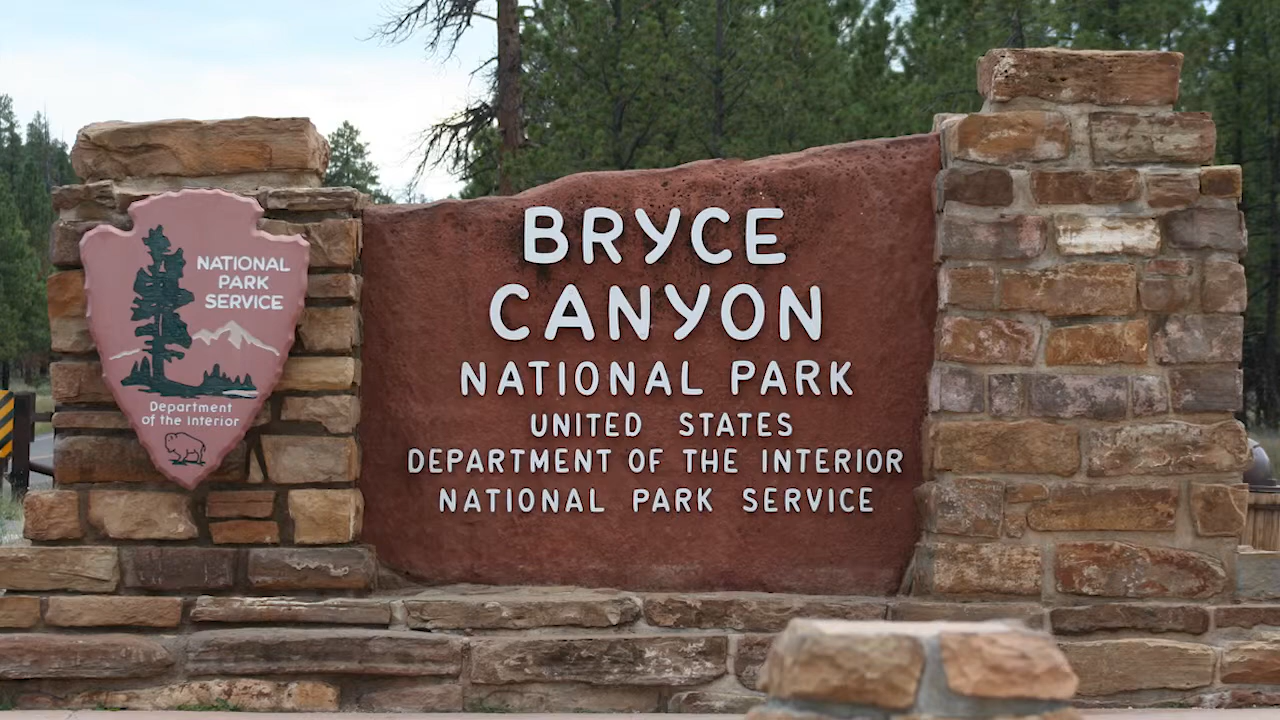 NATIONAL
PARK
SERVICE
Department
of the Interior
BRYCE
CANYON
NATIONAL PARK
UNITED STATES
DEPARTMENT OF THE INTERIOR
NATIONAL PARK SERVICE